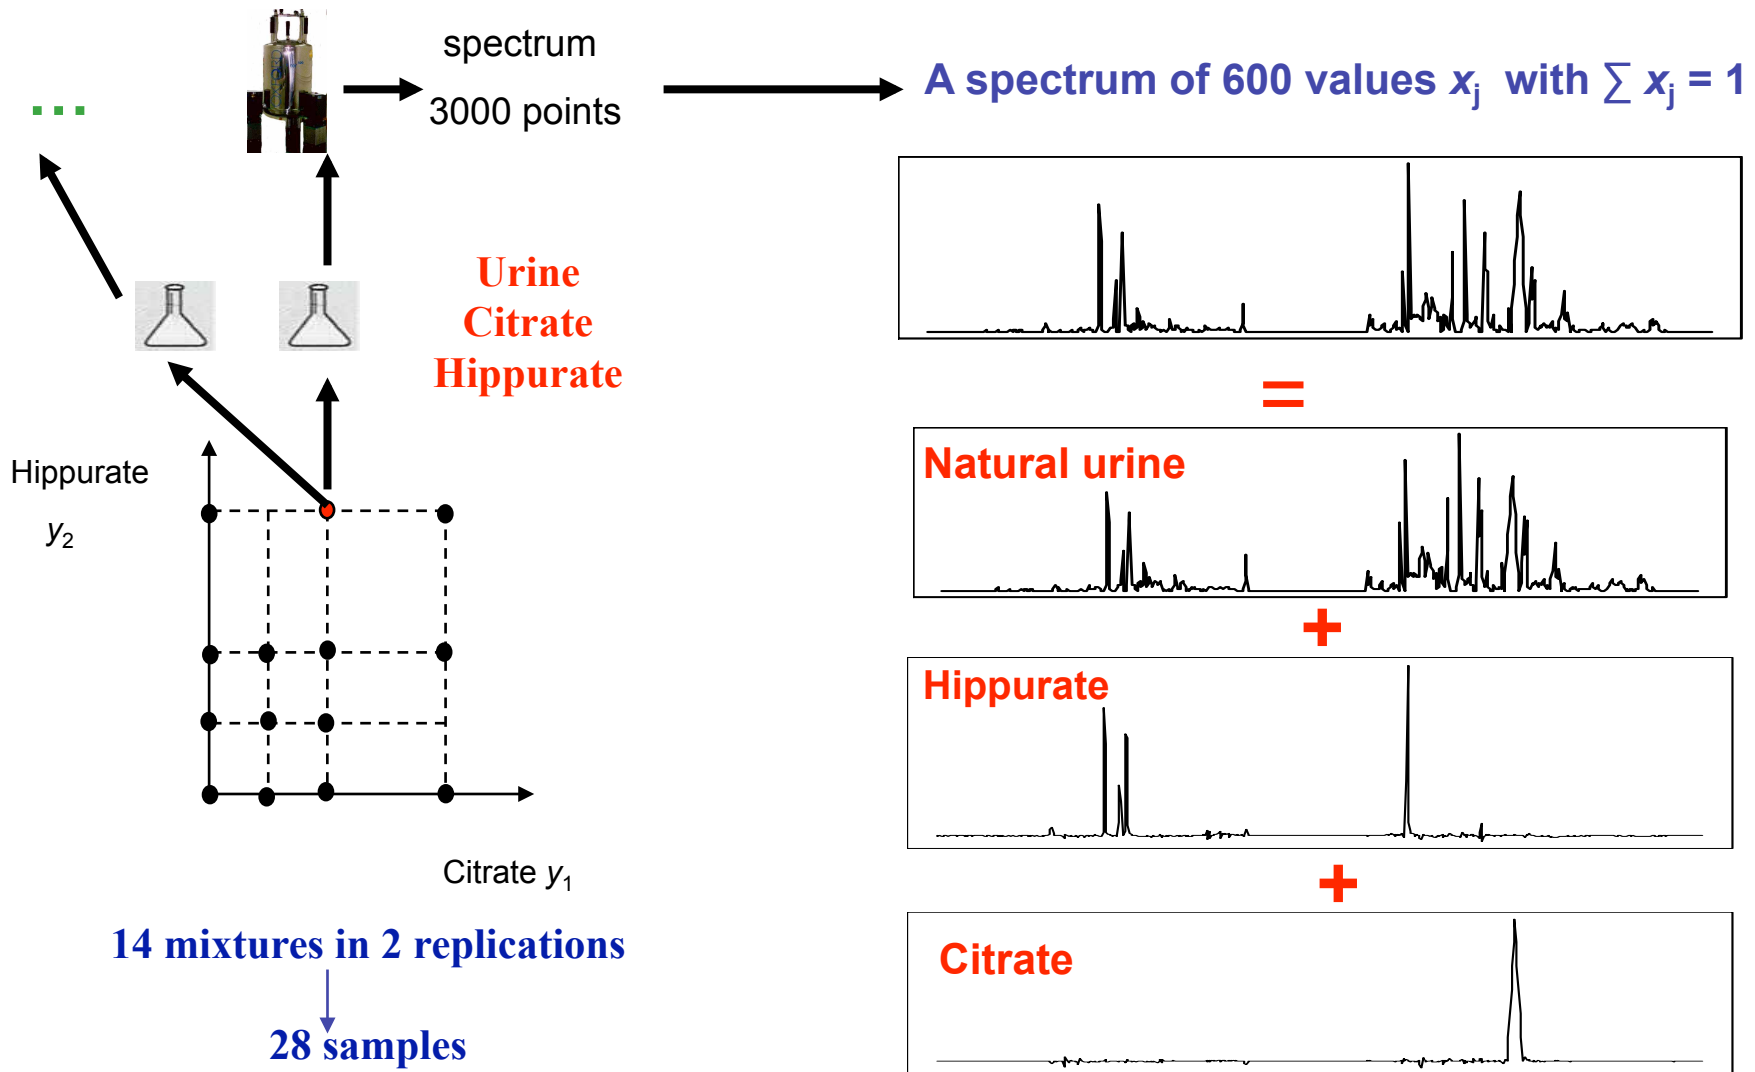 ...
spectrum
3000 points
A spectrum of 600 values xj with ∑ xj = 1
Urine
Citrate
Hippurate
=
Natural urine
+
Hippurate
+
Citrate
Hippurate
y2
Citrate y1
14 mixtures in 2 replications
28 samples